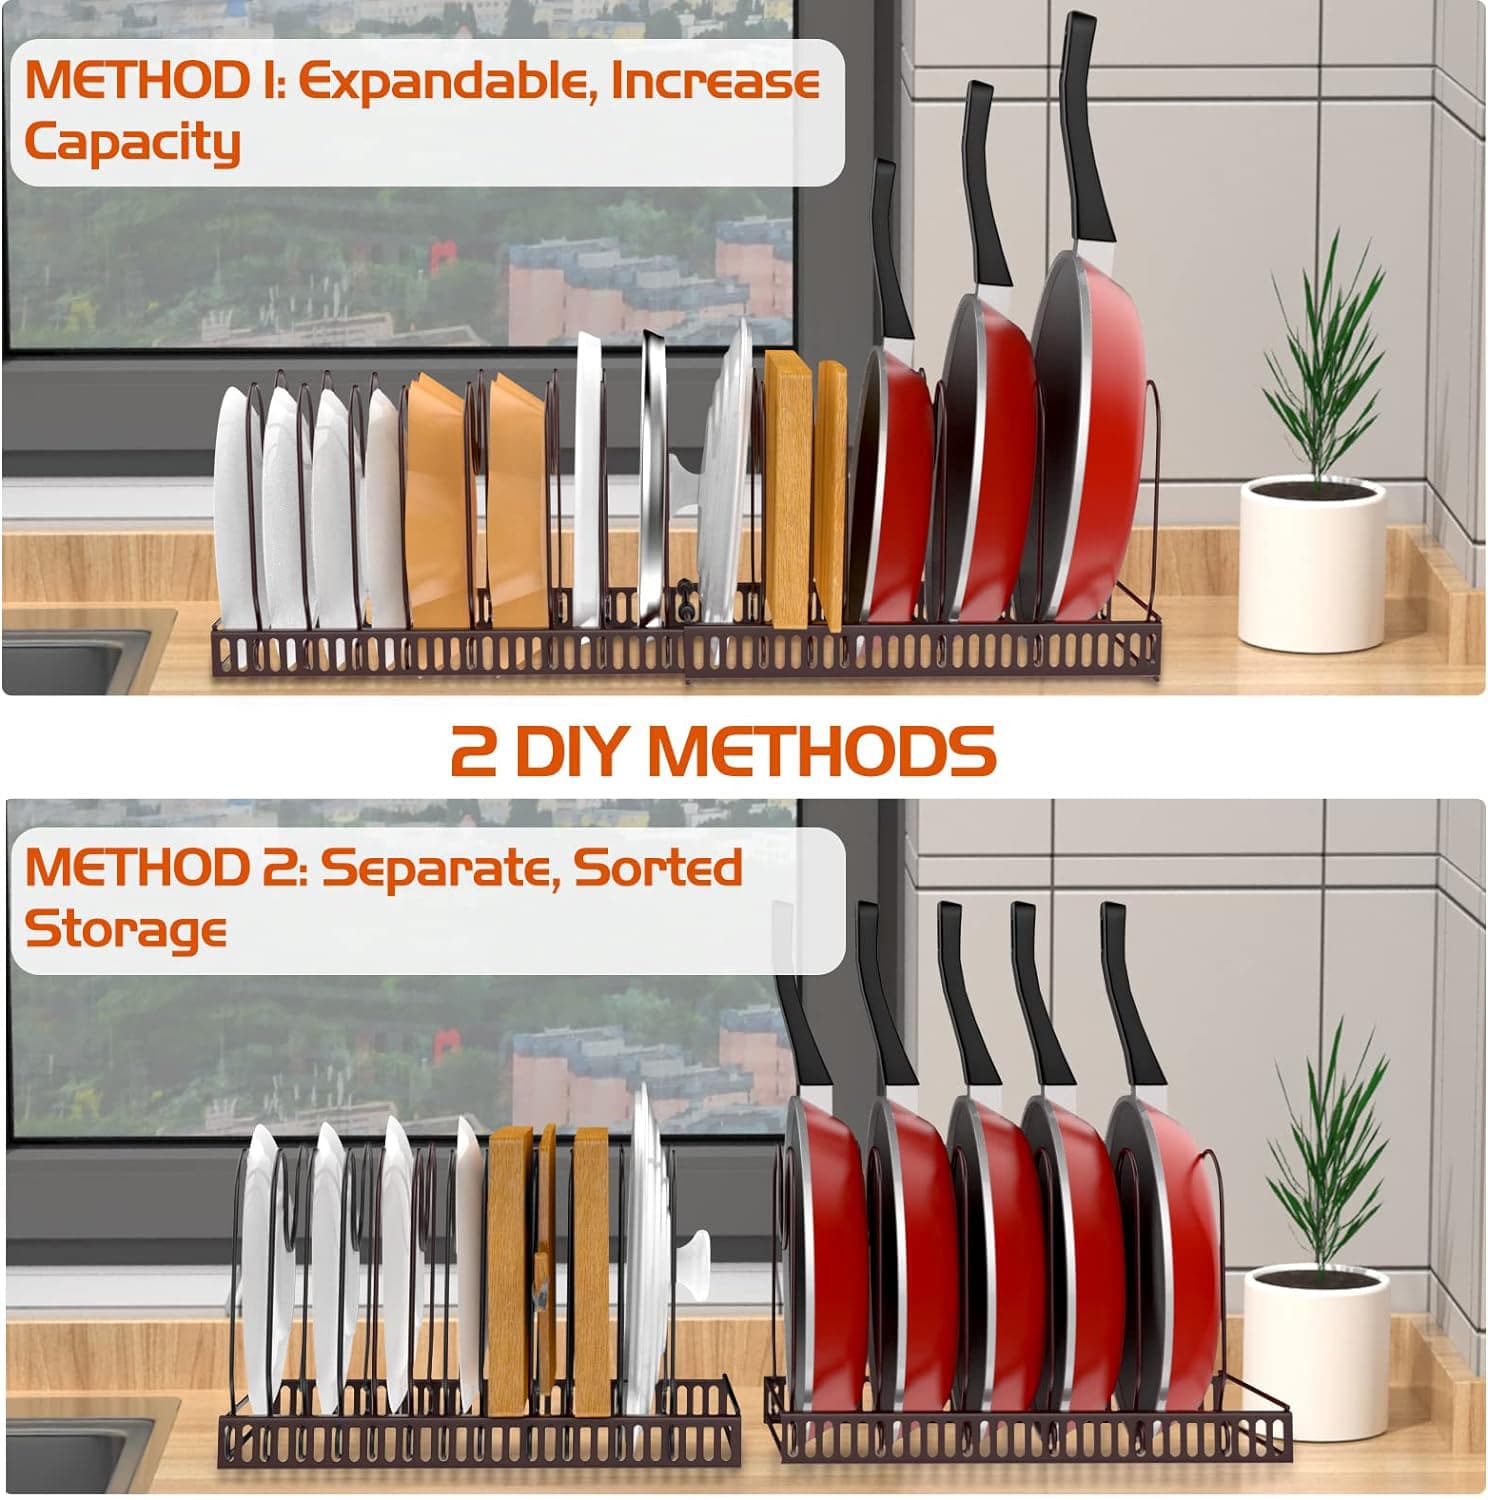 METHOD 1: Expandable, Increase
Capacity
2 DIY METHODS
METHOD 2: Separate, Sorted
Storage